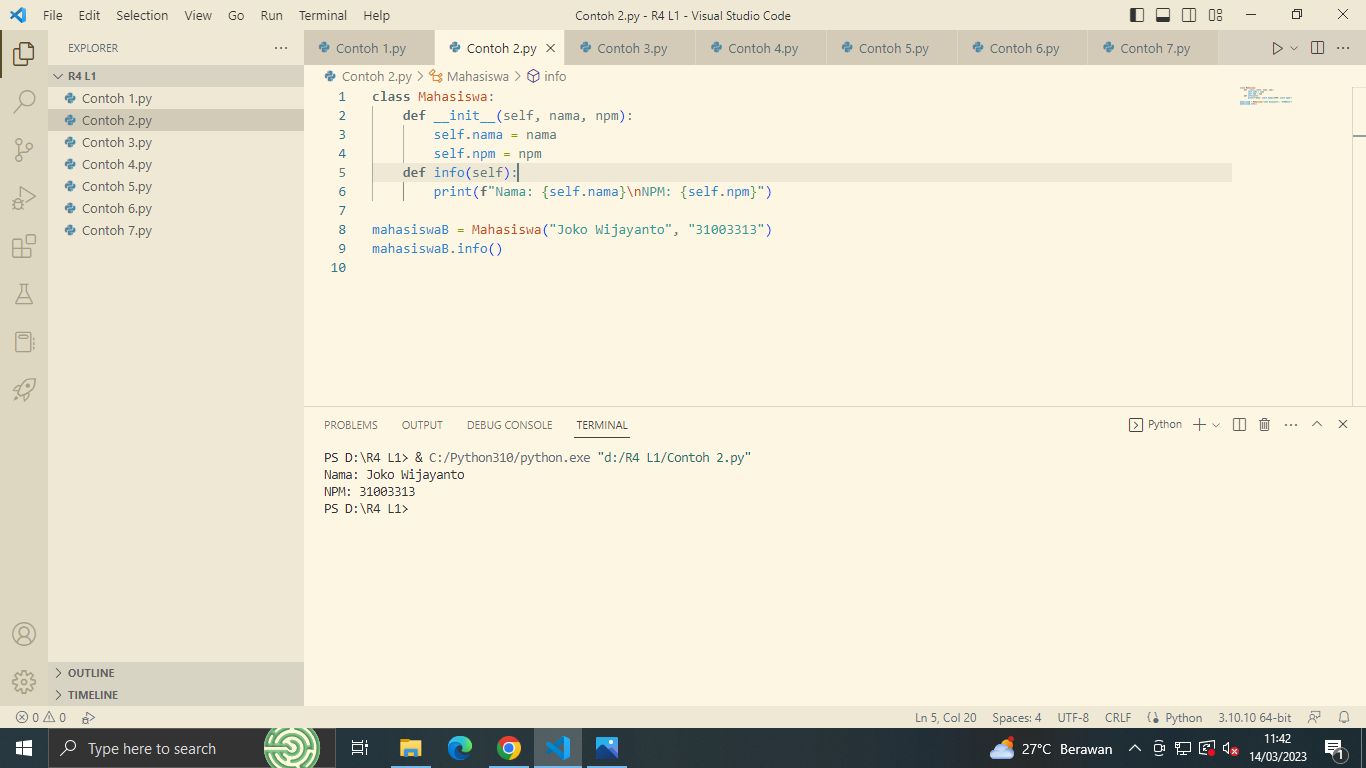 File Edit Selection View Go Run Terminal Help
Contoh 2.py - R4 L1 - Visual Studio Code
EXPLORER
R4 L1
Contoh 1.py
Contoh 2.py
Contoh 3.py
Contoh 4.py
Contoh 5.py
Contoh 6.py
Contoh 7.py
OUTLINE
TIMELINE
Contoh 1.py Contoh 2.py Contoh 3.py Contoh 4.py Contoh 5.py Contoh 6.py Contoh 7.py
Contoh 2.py > Mahasiswa > info
1 class Mahasiswa:
2     def __init__(self, nama, npm):
3         self.nama = nama
4         self.npm = npm
5     def info(self):
6         print(f"Nama: {self.nama}\nNPM: {self.npm}")
7
8 mahasiswaB = Mahasiswa("Joko Wijayanto", "31003313")
9 mahasiswaB.info()
10
PROBLEMS OUTPUT DEBUG CONSOLE TERMINAL
Python
PS D:\R4 L1> & C:/Python310/python.exe "d:/R4 L1/Contoh 2.py"
Nama: Joko Wijayanto
NPM: 31003313
PS D:\R4 L1>
0 0
Ln 5, Col 20 Spaces: 4 UTF-8 CRLF Python 3.10.10 64-bit
Type here to search
27°C Berawan
11:42
14/03/2023
1